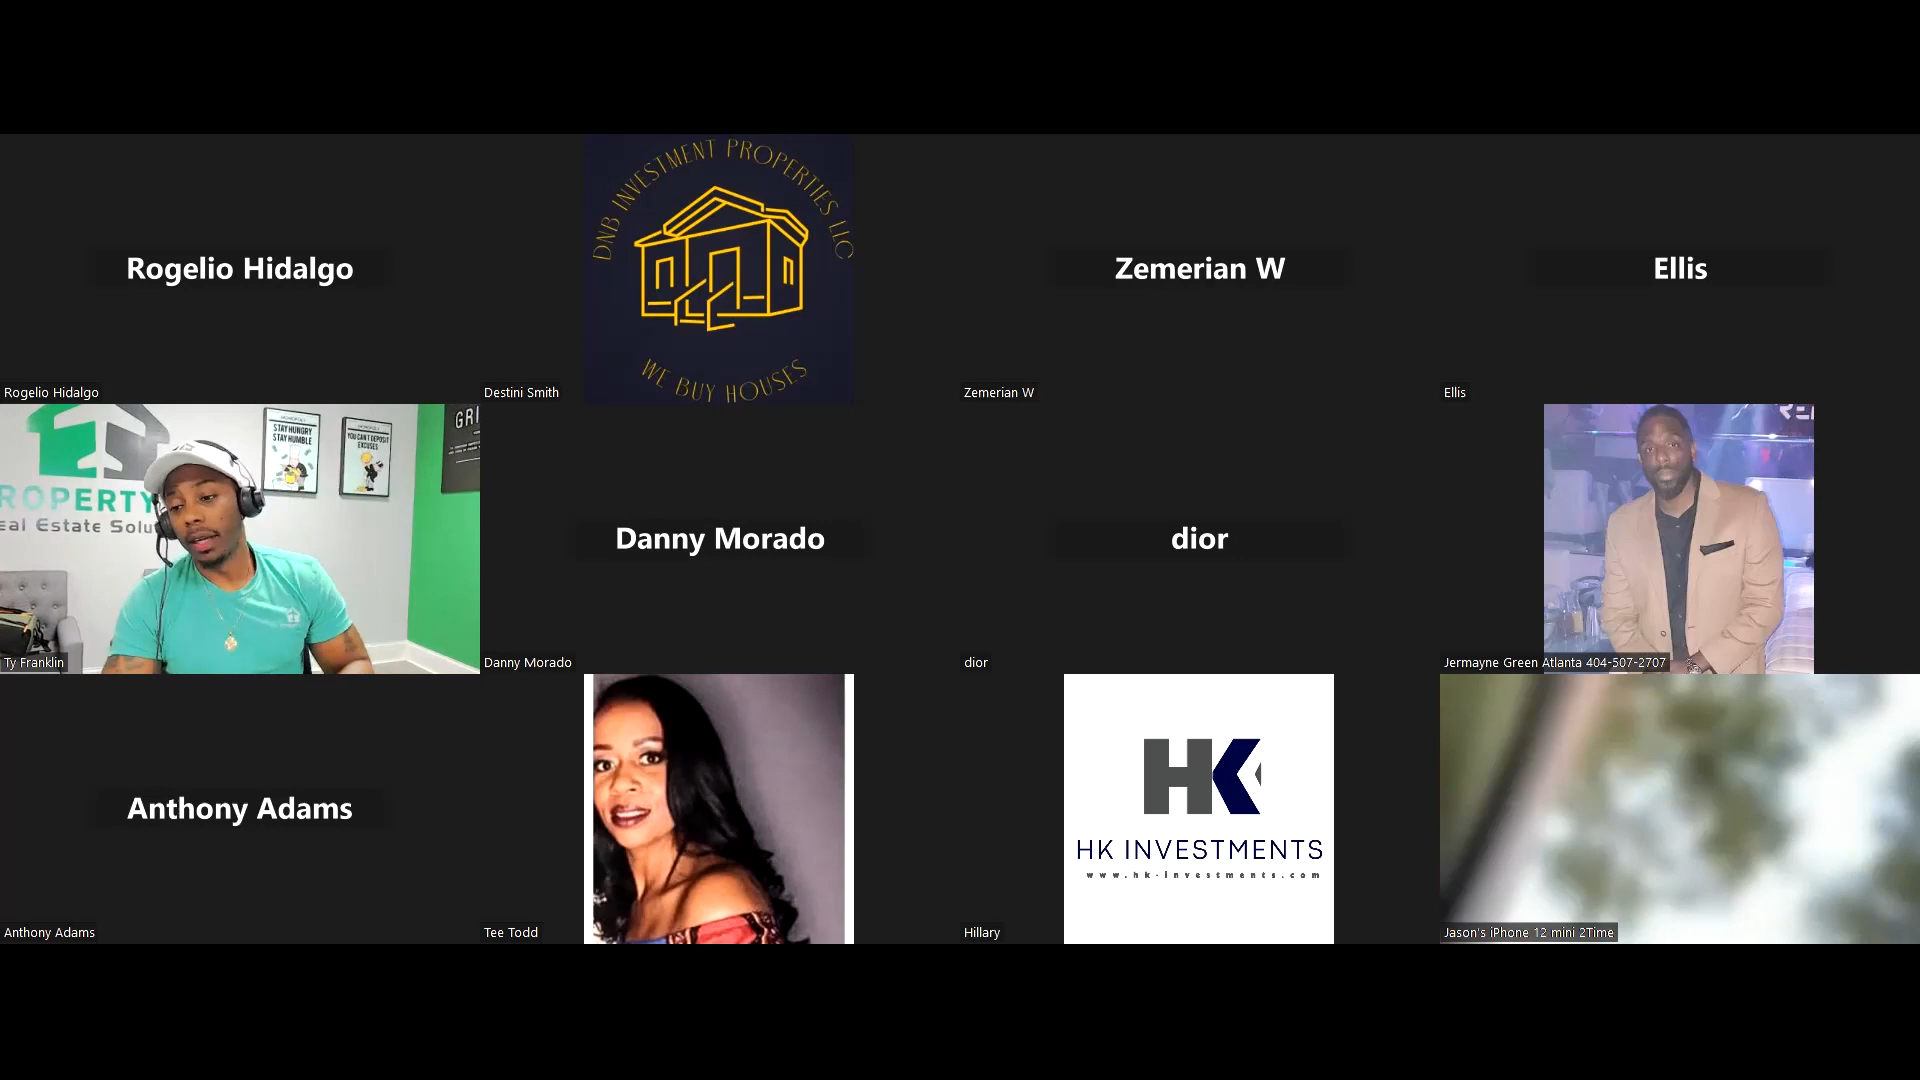 DNB INVESTMENT PROPERTIES LLC
WE BUY HOUSES
Rogelio Hidalgo
Zemerian W
Ellis
Rogelio Hidalgo
Destini Smith
Zemerian W
Ellis
ROPERTY
eal Estate Solu
STAY HUNGRY
STAY HUMBLE
YOU CAN'T DEPOSIT
EXCUSES
GRI
REM
Danny Morado
dior
Ty Franklin
Danny Morado
dior
Jermayne Green Atlanta 404-507-2707
Anthony Adams
HK
HK INVESTMENTS
www.hk-investments.com
Anthony Adams
Tee Todd
Hillary
Jason's iPhone 12 mini 2Time